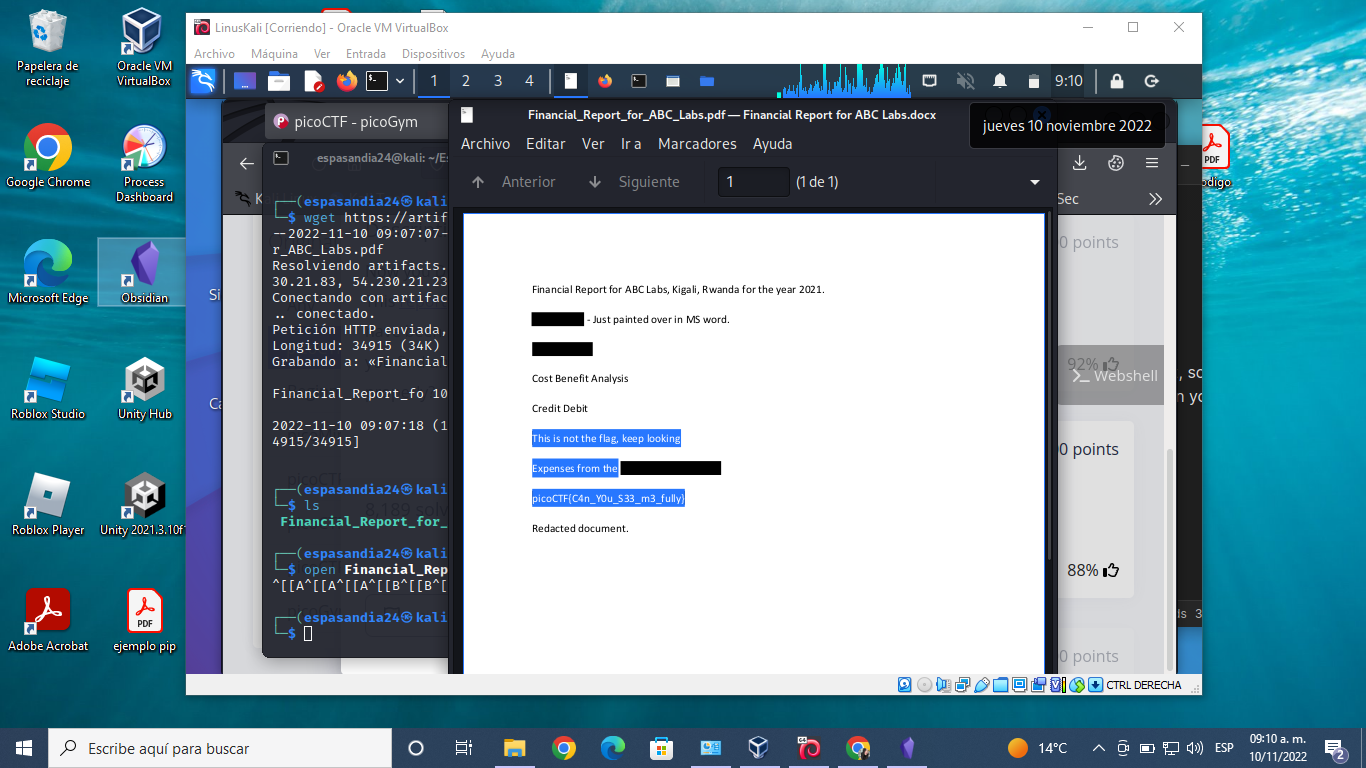 Papelera de reciclaje
Oracle VM VirtualBox
Google Chrome
Process Dashboard
Microsoft Edge
Obsidian
Roblox Studio
Unity Hub
Roblox Player
Unity 2021.3.10f1
Adobe Acrobat
ejemplo pip
LinusKali [Corriendo] - Oracle VM VirtualBox
Archivo Máquina Ver Entrada Dispositivos Ayuda
1 2 3 4 9:10
picoCTF - picoGym
espasandia24@kali: ~/Es
Financial_Report_for_ABC_Labs.pdf — Financial Report for ABC Labs.docx
jueves 10 noviembre 2022
Archivo Editar Ver Ir a Marcadores Ayuda
Anterior Siguiente 1 (1 de 1)
Sec
(espasandia24㉿kali
$ wget https://artif
--2022-11-10 09:07:07-
r_ABC_Labs.pdf
Resolviendo artifacts.
30.21.83, 54.230.21.23
Conectando con artifac
… conectado.
Petición HTTP enviada,
Longitud: 34915 (34K)
Grabando a: «Financial
Financial_Report_fo 10
2022-11-10 09:07:18 (1
4915/34915]
(espasandia24㉿kali
$ ls
Financial_Report_for_
(espasandia24㉿kali
$ open Financial_Rep
^[[A^[[A^[[A^[[B^[[B^[
(espasandia24㉿kali
$
Financial Report for ABC Labs, Kigali, Rwanda for the year 2021.
- Just painted over in MS word.
Cost Benefit Analysis
Credit Debit
This is not the flag, keep looking
Expenses from the
picoCTF{C4n_Y0u_S33_m3_fully}
Redacted document.
0 points
92%
Webshell
0 points
88%
0 points
CTRL DERECHA
Escribe aquí para buscar
14°C
ESP
09:10 a. m.
10/11/2022
2